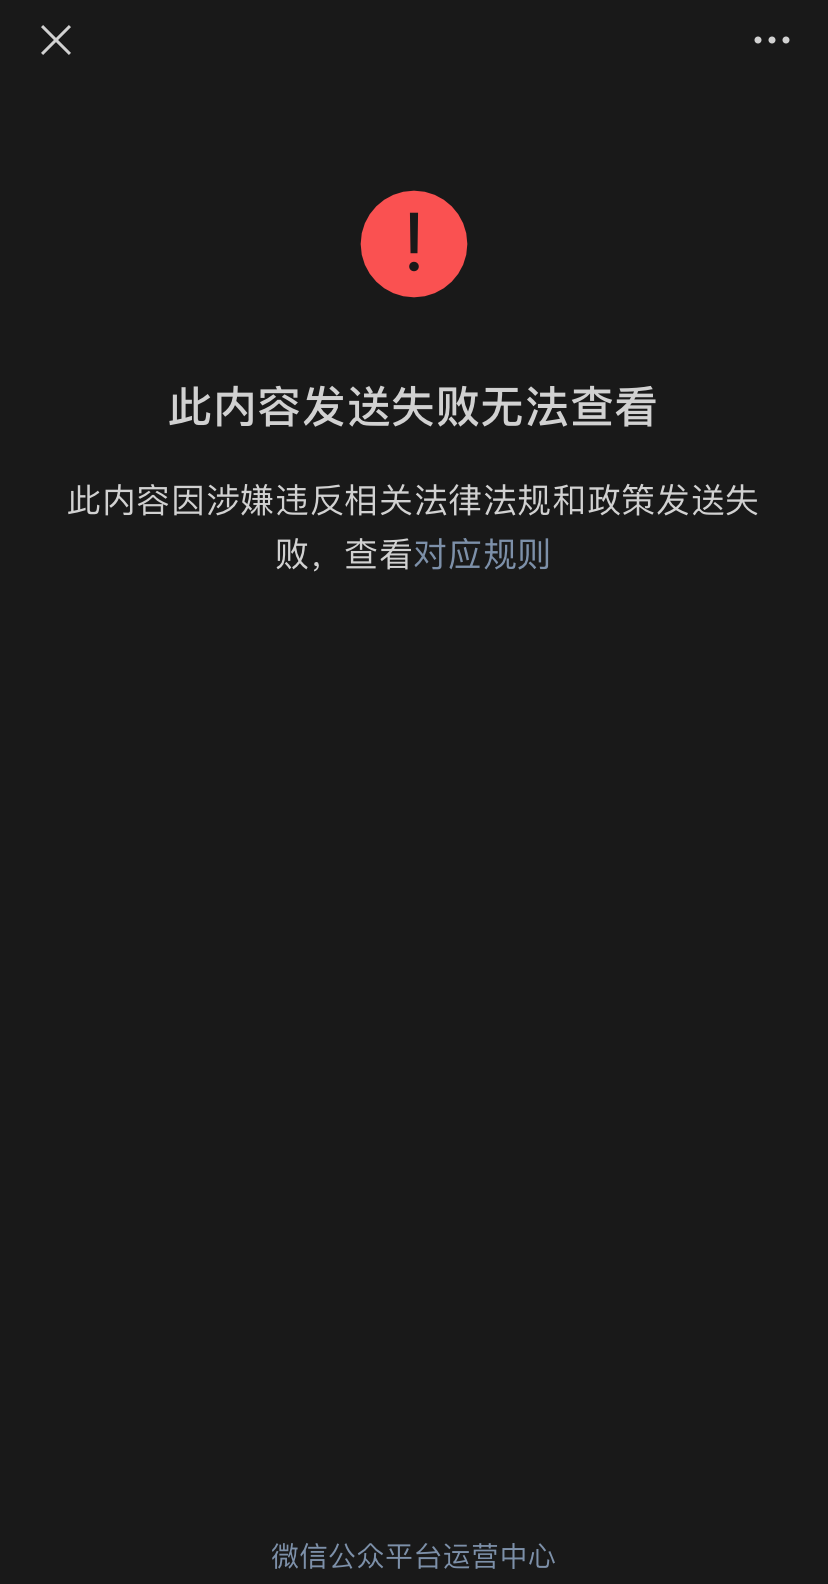 此内容发送失败无法查看
此内容因涉嫌违反相关法律法规和政策发送失
败，查看对应规则
微信公众平台运营中心